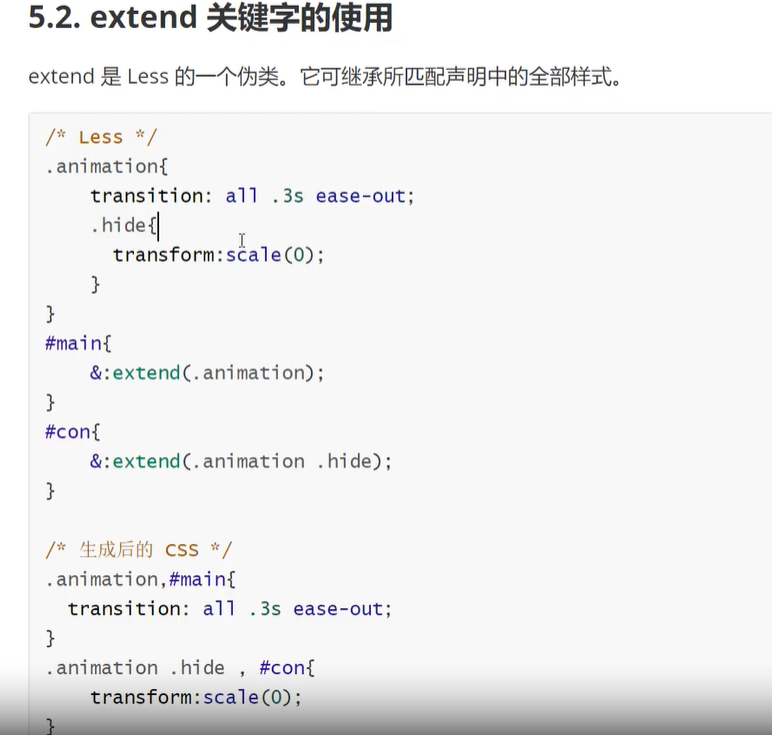 5.2. extend 关键字的使用
extend 是 Less 的一个伪类。它可继承所匹配声明中的全部样式。
/* Less */
.animation{
    transition: all .3s ease-out;
    .hide{
      transform:scale(0);
    }
}
#main{
    &:extend(.animation);
}
#con{
    &:extend(.animation .hide);
}
/* 生成后的 CSS */
.animation,#main{
  transition: all .3s ease-out;
}
.animation .hide , #con{
    transform:scale(0);
}